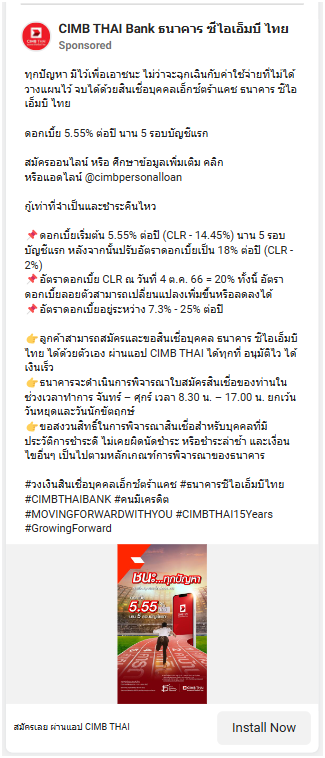 CIMB THAI Bank ธนาคาร ซีไอเอ็มบี ไทย
Sponsored
ทุกปัญหา มีไว้เพื่อเอาชนะ ไม่ว่าจะฉุกเฉินกับค่าใช้จ่ายที่ไม่ได้
วางแผนไว้ จบได้ด้วยสินเชื่อบุคคลเอ็กซ์ตร้าแคช ธนาคาร ซีไอ
เอ็มบี ไทย
ดอกเบี้ย 5.55% ต่อปี นาน 5 รอบบัญชีแรก
สมัครออนไลน์ หรือ ศึกษาข้อมูลเพิ่มเติม คลิก
หรือแอดไลน์ @cimbpersonalloan
กู้เท่าที่จำเป็นและชำระคืนไหว
📌ดอกเบี้ยเริ่มต้น 5.55% ต่อปี (CLR - 14.45%) นาน 5 รอบ
บัญชีแรก หลังจากนั้นปรับอัตราดอกเบี้ยเป็น 18% ต่อปี (CLR -
2%)
📌อัตราดอกเบี้ย CLR ณ วันที่ 4 ต.ค. 66 = 20% ทั้งนี้ อัตรา
ดอกเบี้ยลอยตัวสามารถเปลี่ยนแปลงเพิ่มขึ้นหรือลดลงได้
📌อัตราดอกเบี้ยอยู่ระหว่าง 7.3% - 25% ต่อปี
👉ลูกค้าสามารถสมัครและขอสินเชื่อบุคคล ธนาคาร ซีไอเอ็มบี
ไทย ได้ด้วยตัวเอง ผ่านแอป CIMB THAI ได้ทุกที่ อนุมัติไว ได้
เงินเร็ว
👉ธนาคารจะดำเนินการพิจารณาใบสมัครสินเชื่อของท่านใน
ช่วงเวลาทำการ จันทร์ – ศุกร์ เวลา 8.30 น. – 17.00 น. ยกเว้น
วันหยุดและวันนักขัตฤกษ์
👉ขอสงวนสิทธิ์ในการพิจารณาสินเชื่อสำหรับบุคคลที่มี
ประวัติการชำระดี ไม่เคยผิดนัดชำระ หรือชำระล่าช้า และเงื่อน
ไขอื่นๆ เป็นไปตามหลักเกณฑ์การพิจารณาของธนาคาร
#วงเงินสินเชื่อบุคคลเอ็กซ์ตร้าแคช #ธนาคารซีไอเอ็มบีไทย
#CIMBTHAIBANK #คนมีเครดิต
#MOVINGFORWARDWITHYOU #CIMBTHAI15Years
#GrowingForward
ชนะ...ทุกปัญหา
5.55
สมัครเลย ผ่านแอป CIMB THAI
Install Now